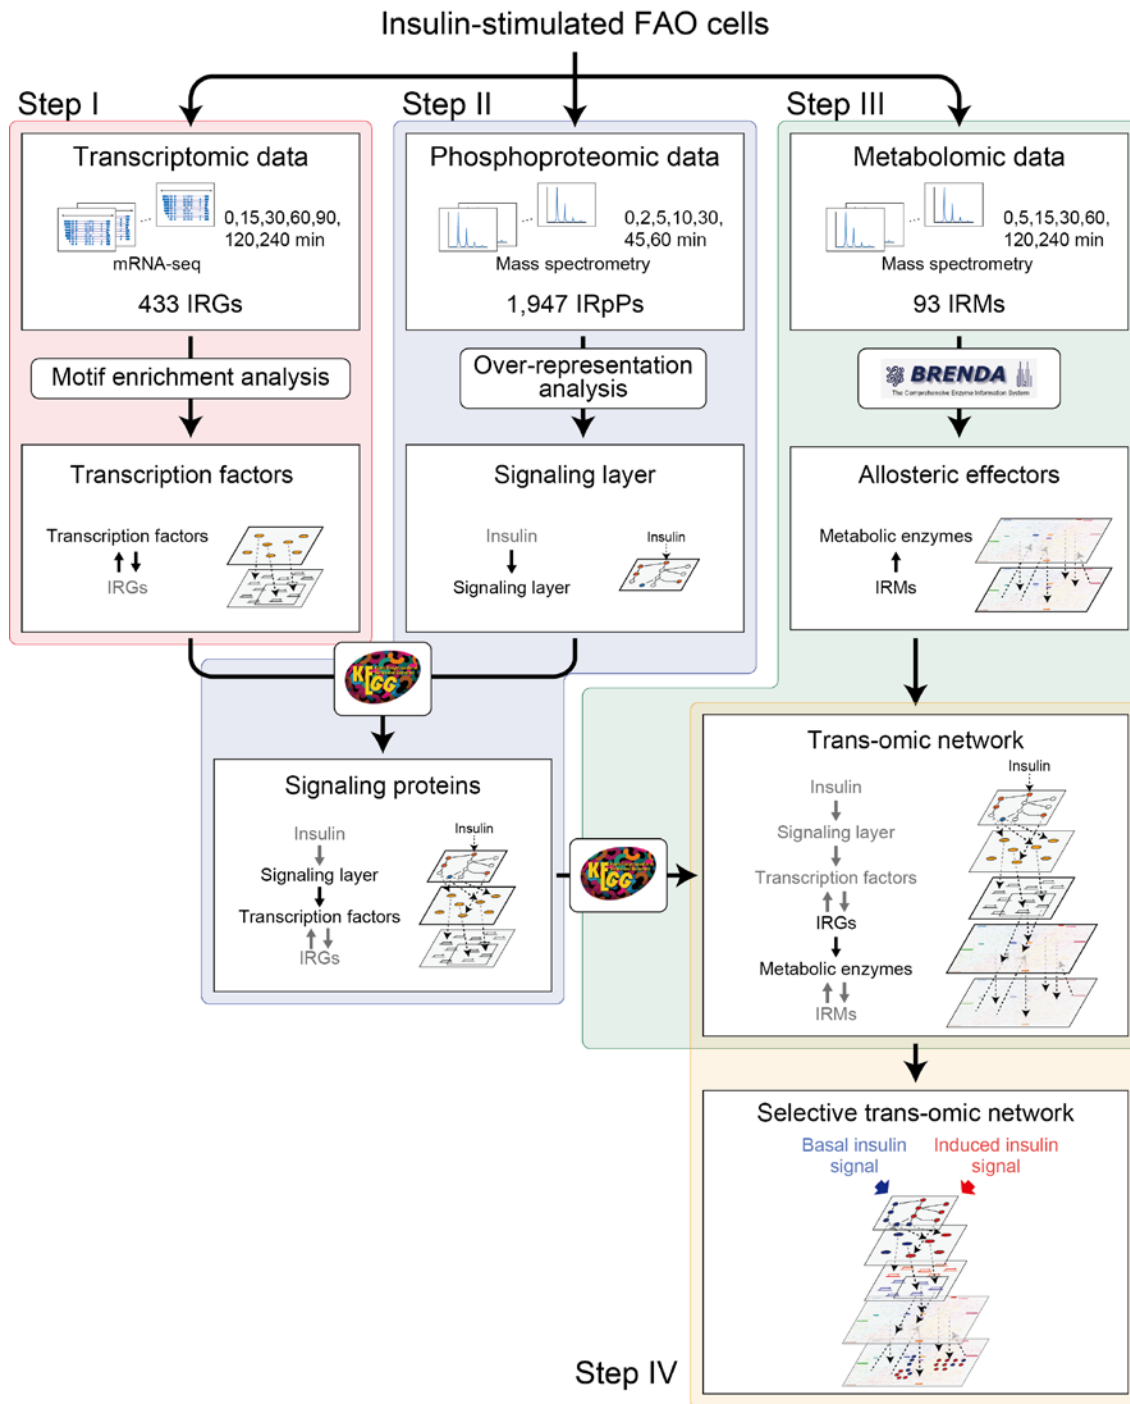 Insulin-stimulated FAO cells
Step I
Step II
Step III
Transcriptomic data
0,15,30,60,90,
120,240 min
mRNA-seq
433 IRGs
Phosphoproteomic data
0,2,5,10,30,
45,60 min
Mass spectrometry
1,947 IRpPs
Metabolomic data
0,5,15,30,60,
120,240 min
Mass spectrometry
93 IRMs
Motif enrichment analysis
Over-representation
analysis
BRENDA
The Comprehensive Enzyme Information System
Transcription factors
Transcription factors
IRGs
Signaling layer
Insulin
Signaling layer
Insulin
Allosteric effectors
Metabolic enzymes
IRMs
KEGG
Signaling proteins
Insulin
Signaling layer
Transcription factors
IRGs
Insulin
KEGG
Trans-omic network
Insulin
Signaling layer
Transcription factors
IRGs
Metabolic enzymes
IRMs
Insulin
Selective trans-omic network
Basal insulin
signal
Induced insulin
signal
Step IV